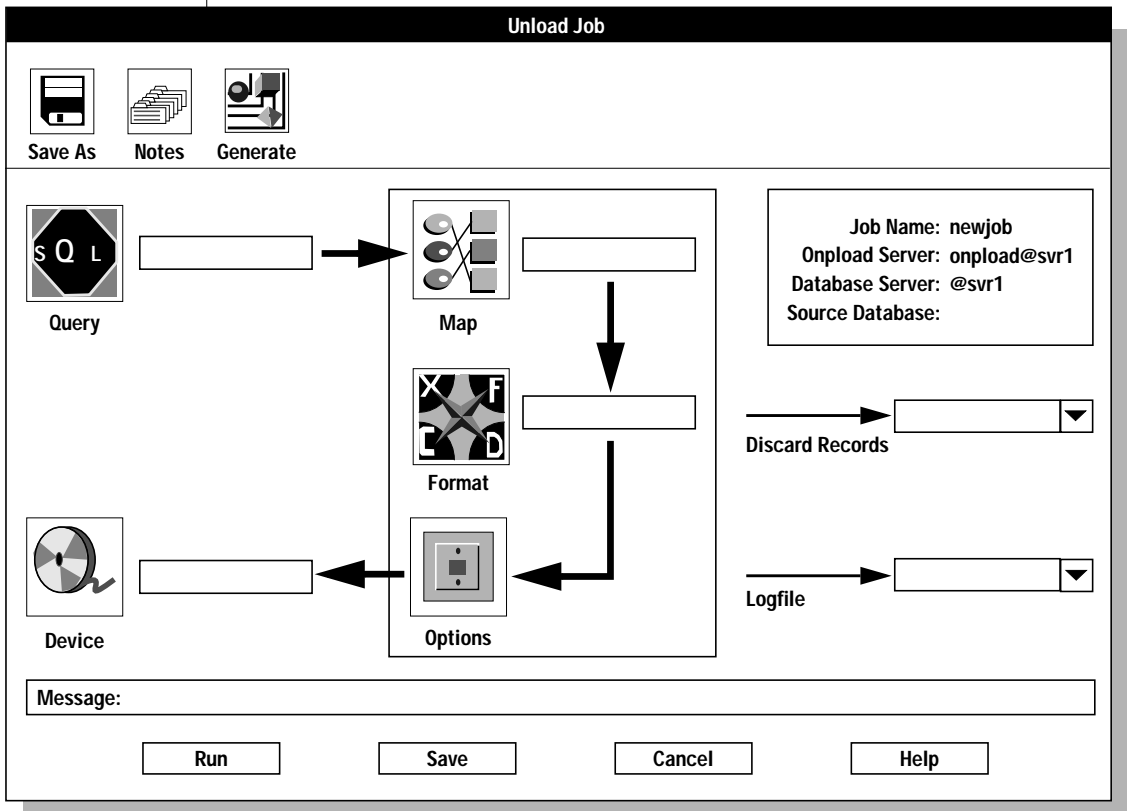 Unload Job
Save As
Notes
Generate
S Q L
Query
Map
Job Name: newjob
Onpload Server: onpload@svr1
Database Server: @svr1
Source Database:
X F
C D
Format
Discard Records
Device
Options
Logfile
Message:
Run
Save
Cancel
Help